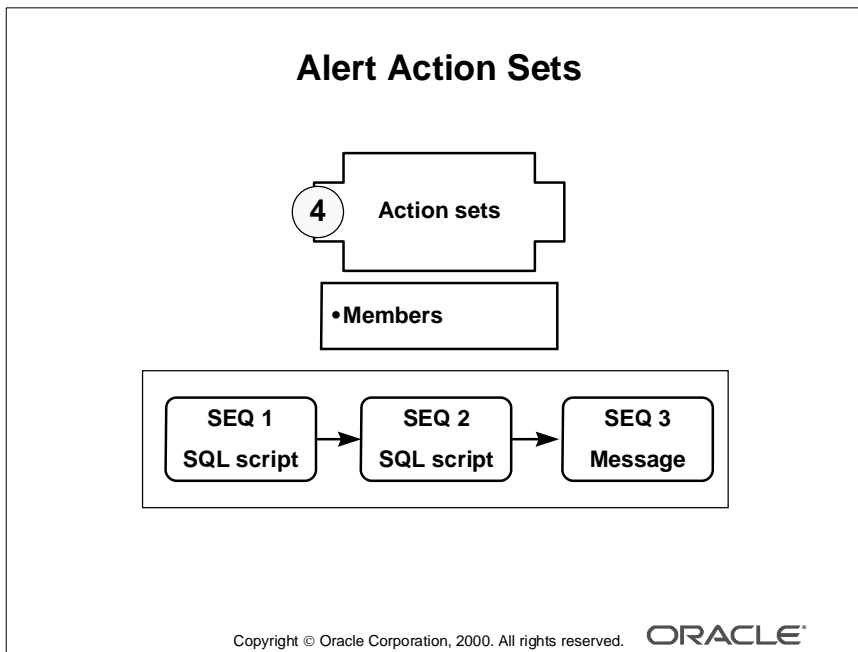 Alert Action Sets
4
Action sets
•Members
SEQ 1
SQL script
SEQ 2
SQL script
SEQ 3
Message
Copyright © Oracle Corporation, 2000. All rights reserved.
ORACLE®